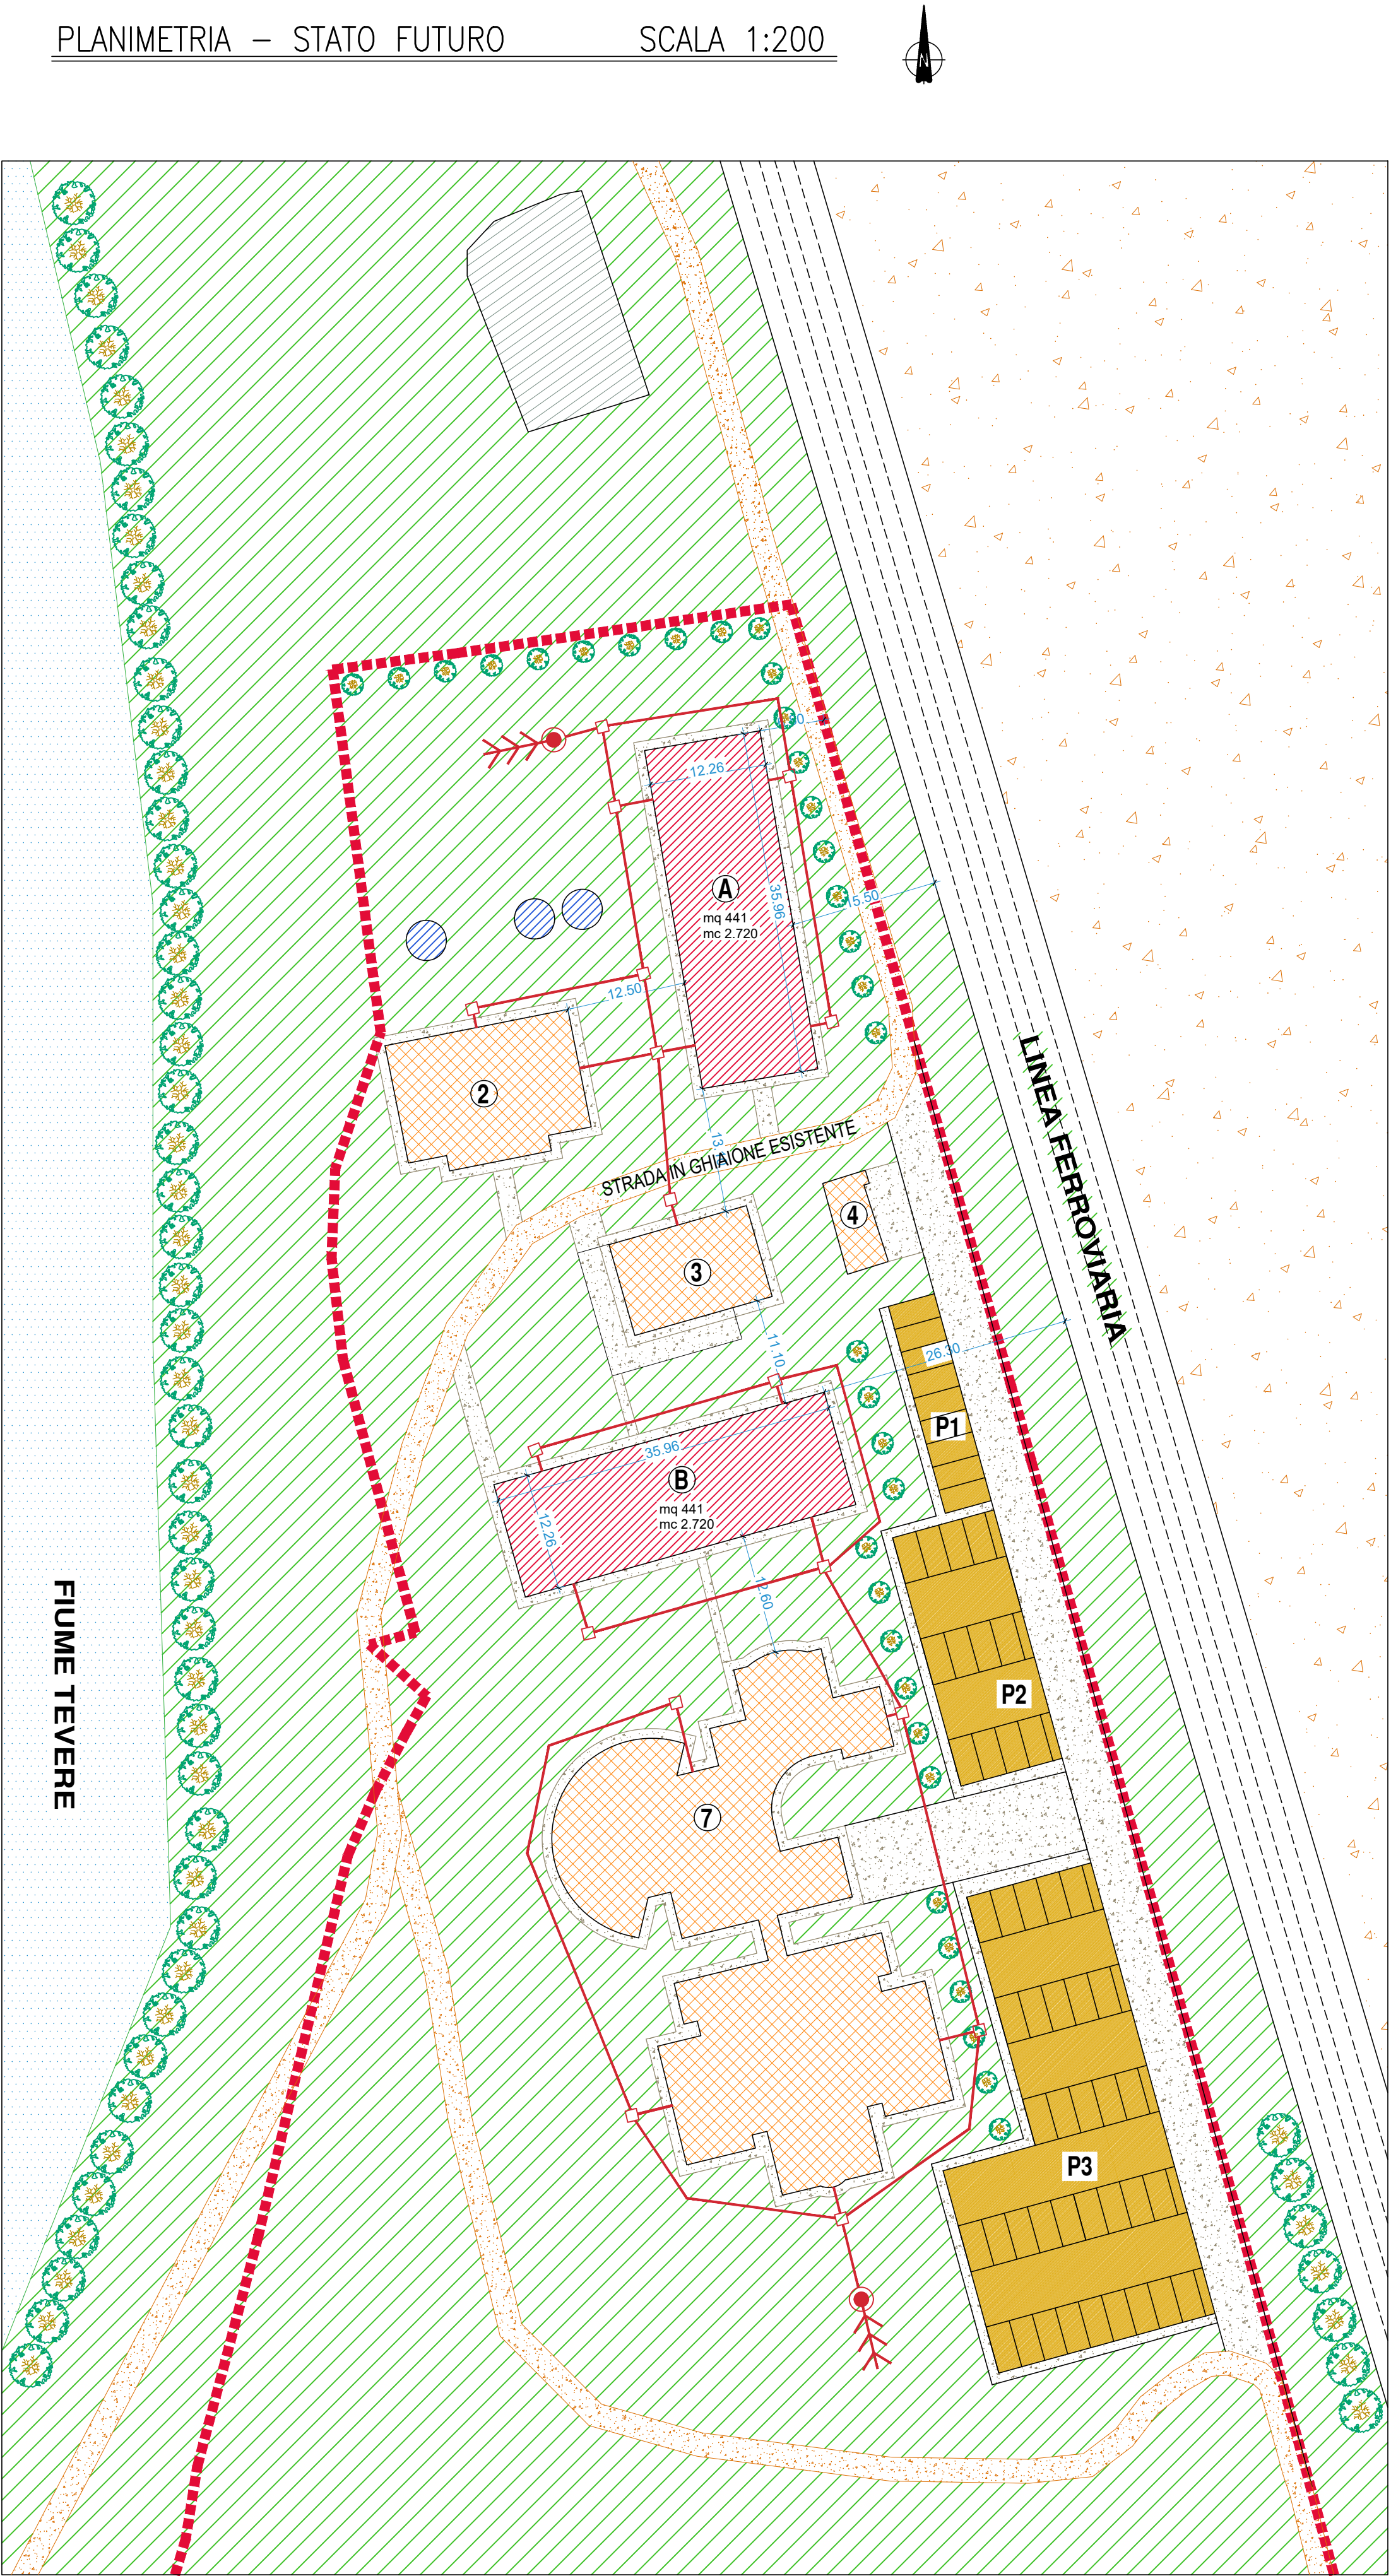 PLANIMETRIA – STATO FUTURO SCALA 1:200
N
12.26
A
mq 441
mc 2.720
35.96
15.50
12.50
2
STRADA IN GHIAIONE ESISTENTE
LINEA FERROVIARIA
4
3
11.10
26.30
P1
35.96
B
mq 441
mc 2.720
12.26
12.60
P2
FIUME TEVERE
7
P3